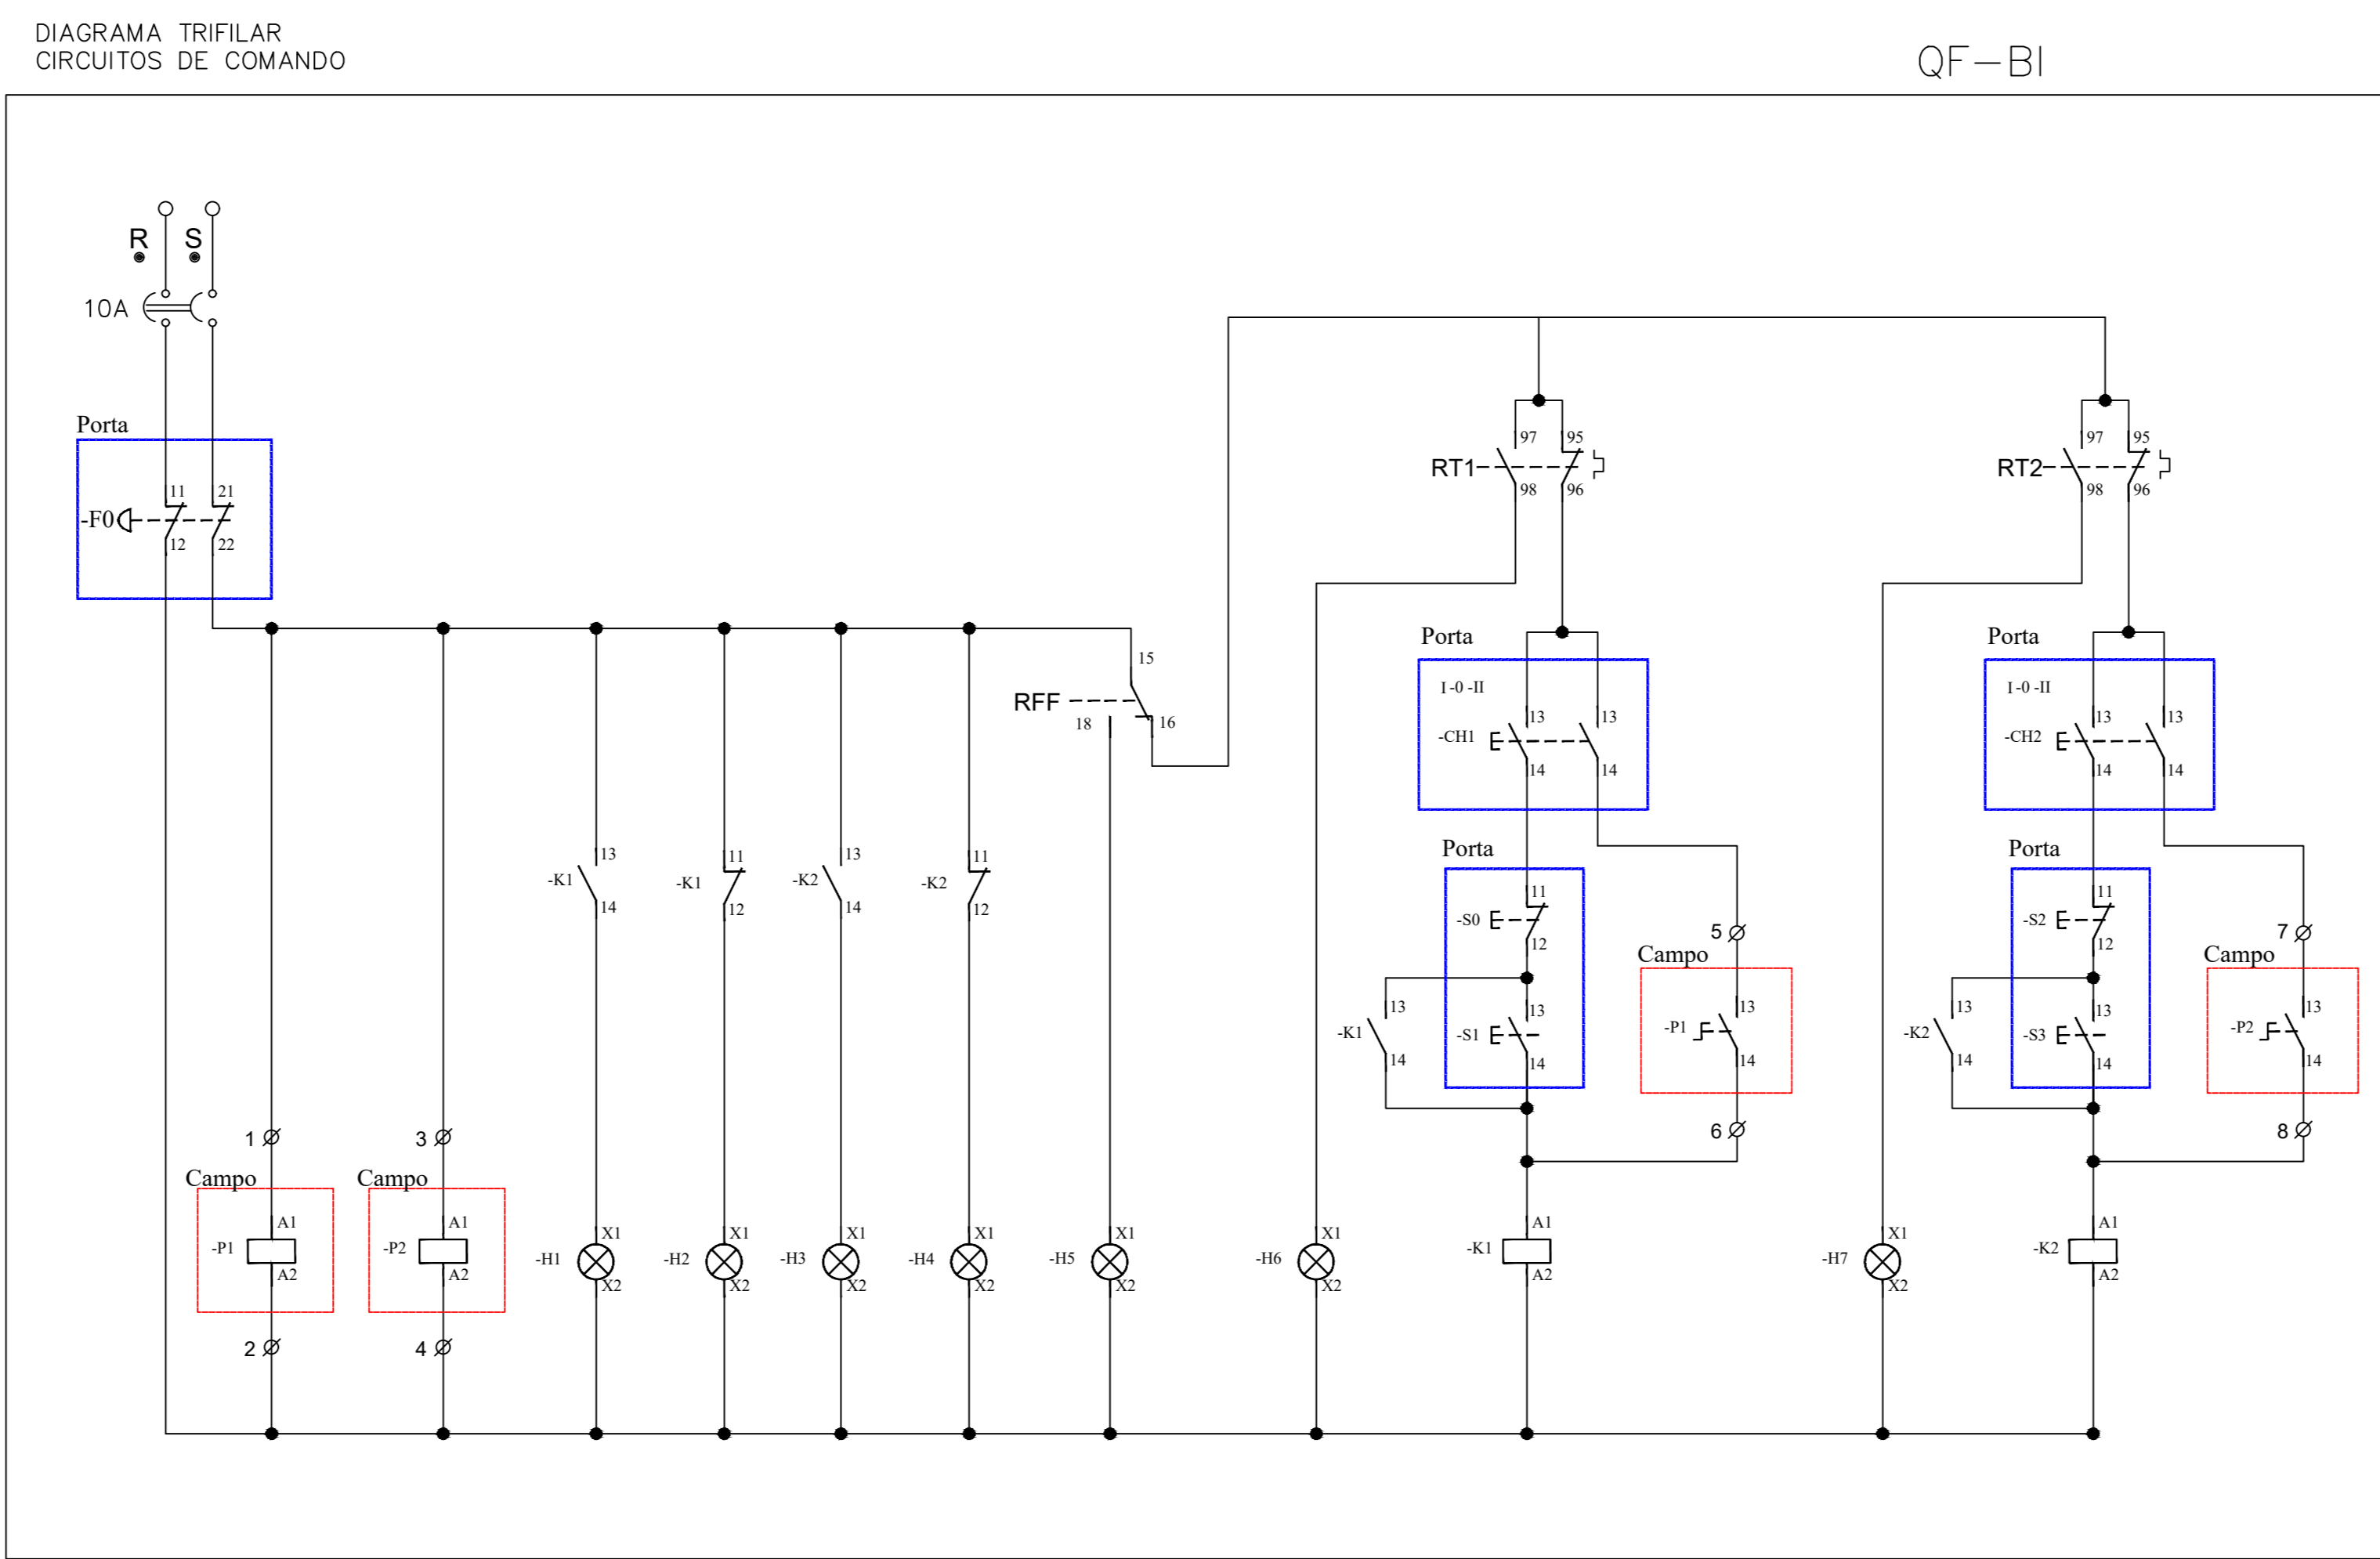 DIAGRAMA TRIFILAR
CIRCUITOS DE COMANDO
QF-BI
R
S
10A
Porta
11
21
-F0
12
22
97
95
RT1
98
96
97
95
RT2
98
96
15
RFF
18
16
Porta
I -0 -II
13
13
-CH1
14
14
Porta
I -0 -II
13
13
-CH2
14
14
13
-K1
14
11
-K1
12
13
-K2
14
11
-K2
12
Porta
11
-S0
12
13
-S1
14
13
-K1
14
5
Campo
13
-P1
14
6
Porta
11
-S2
12
13
-S3
14
13
-K2
14
7
Campo
13
-P2
14
8
1
Campo
A1
-P1
A2
2
3
Campo
A1
-P2
A2
4
X1
-H1
X2
X1
-H2
X2
X1
-H3
X2
X1
-H4
X2
X1
-H5
X2
X1
-H6
X2
A1
-K1
A2
X1
-H7
X2
A1
-K2
A2